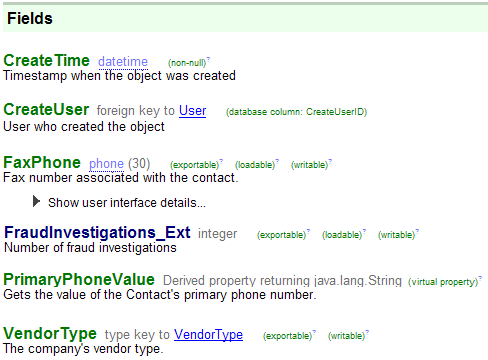 Fields
CreateTime datetime (non-null)?
Timestamp when the object was created
CreateUser foreign key to User (database column: CreateUserID)
User who created the object
FaxPhone phone (30) (exportable)? (loadable)? (writable)?
Fax number associated with the contact.
Show user interface details...
FraudInvestigations_Ext integer (exportable)? (loadable)? (writable)?
Number of fraud investigations
PrimaryPhoneValue Derived property returning java.lang.String (virtual property)?
Gets the value of the Contact's primary phone number.
VendorType type key to VendorType (exportable)? (writable)?
The company's vendor type.